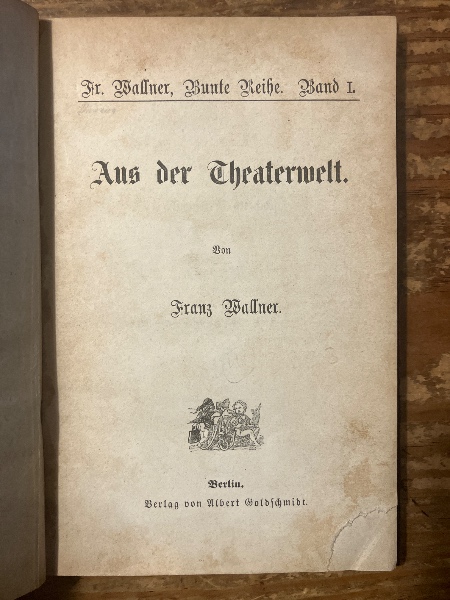 Fr. Wallner, Bunte Reihe. Band I.
Aus der Theaterwelt.
Von
Franz Wallner.
Berlin.
Verlag von Albert Goldschmidt.